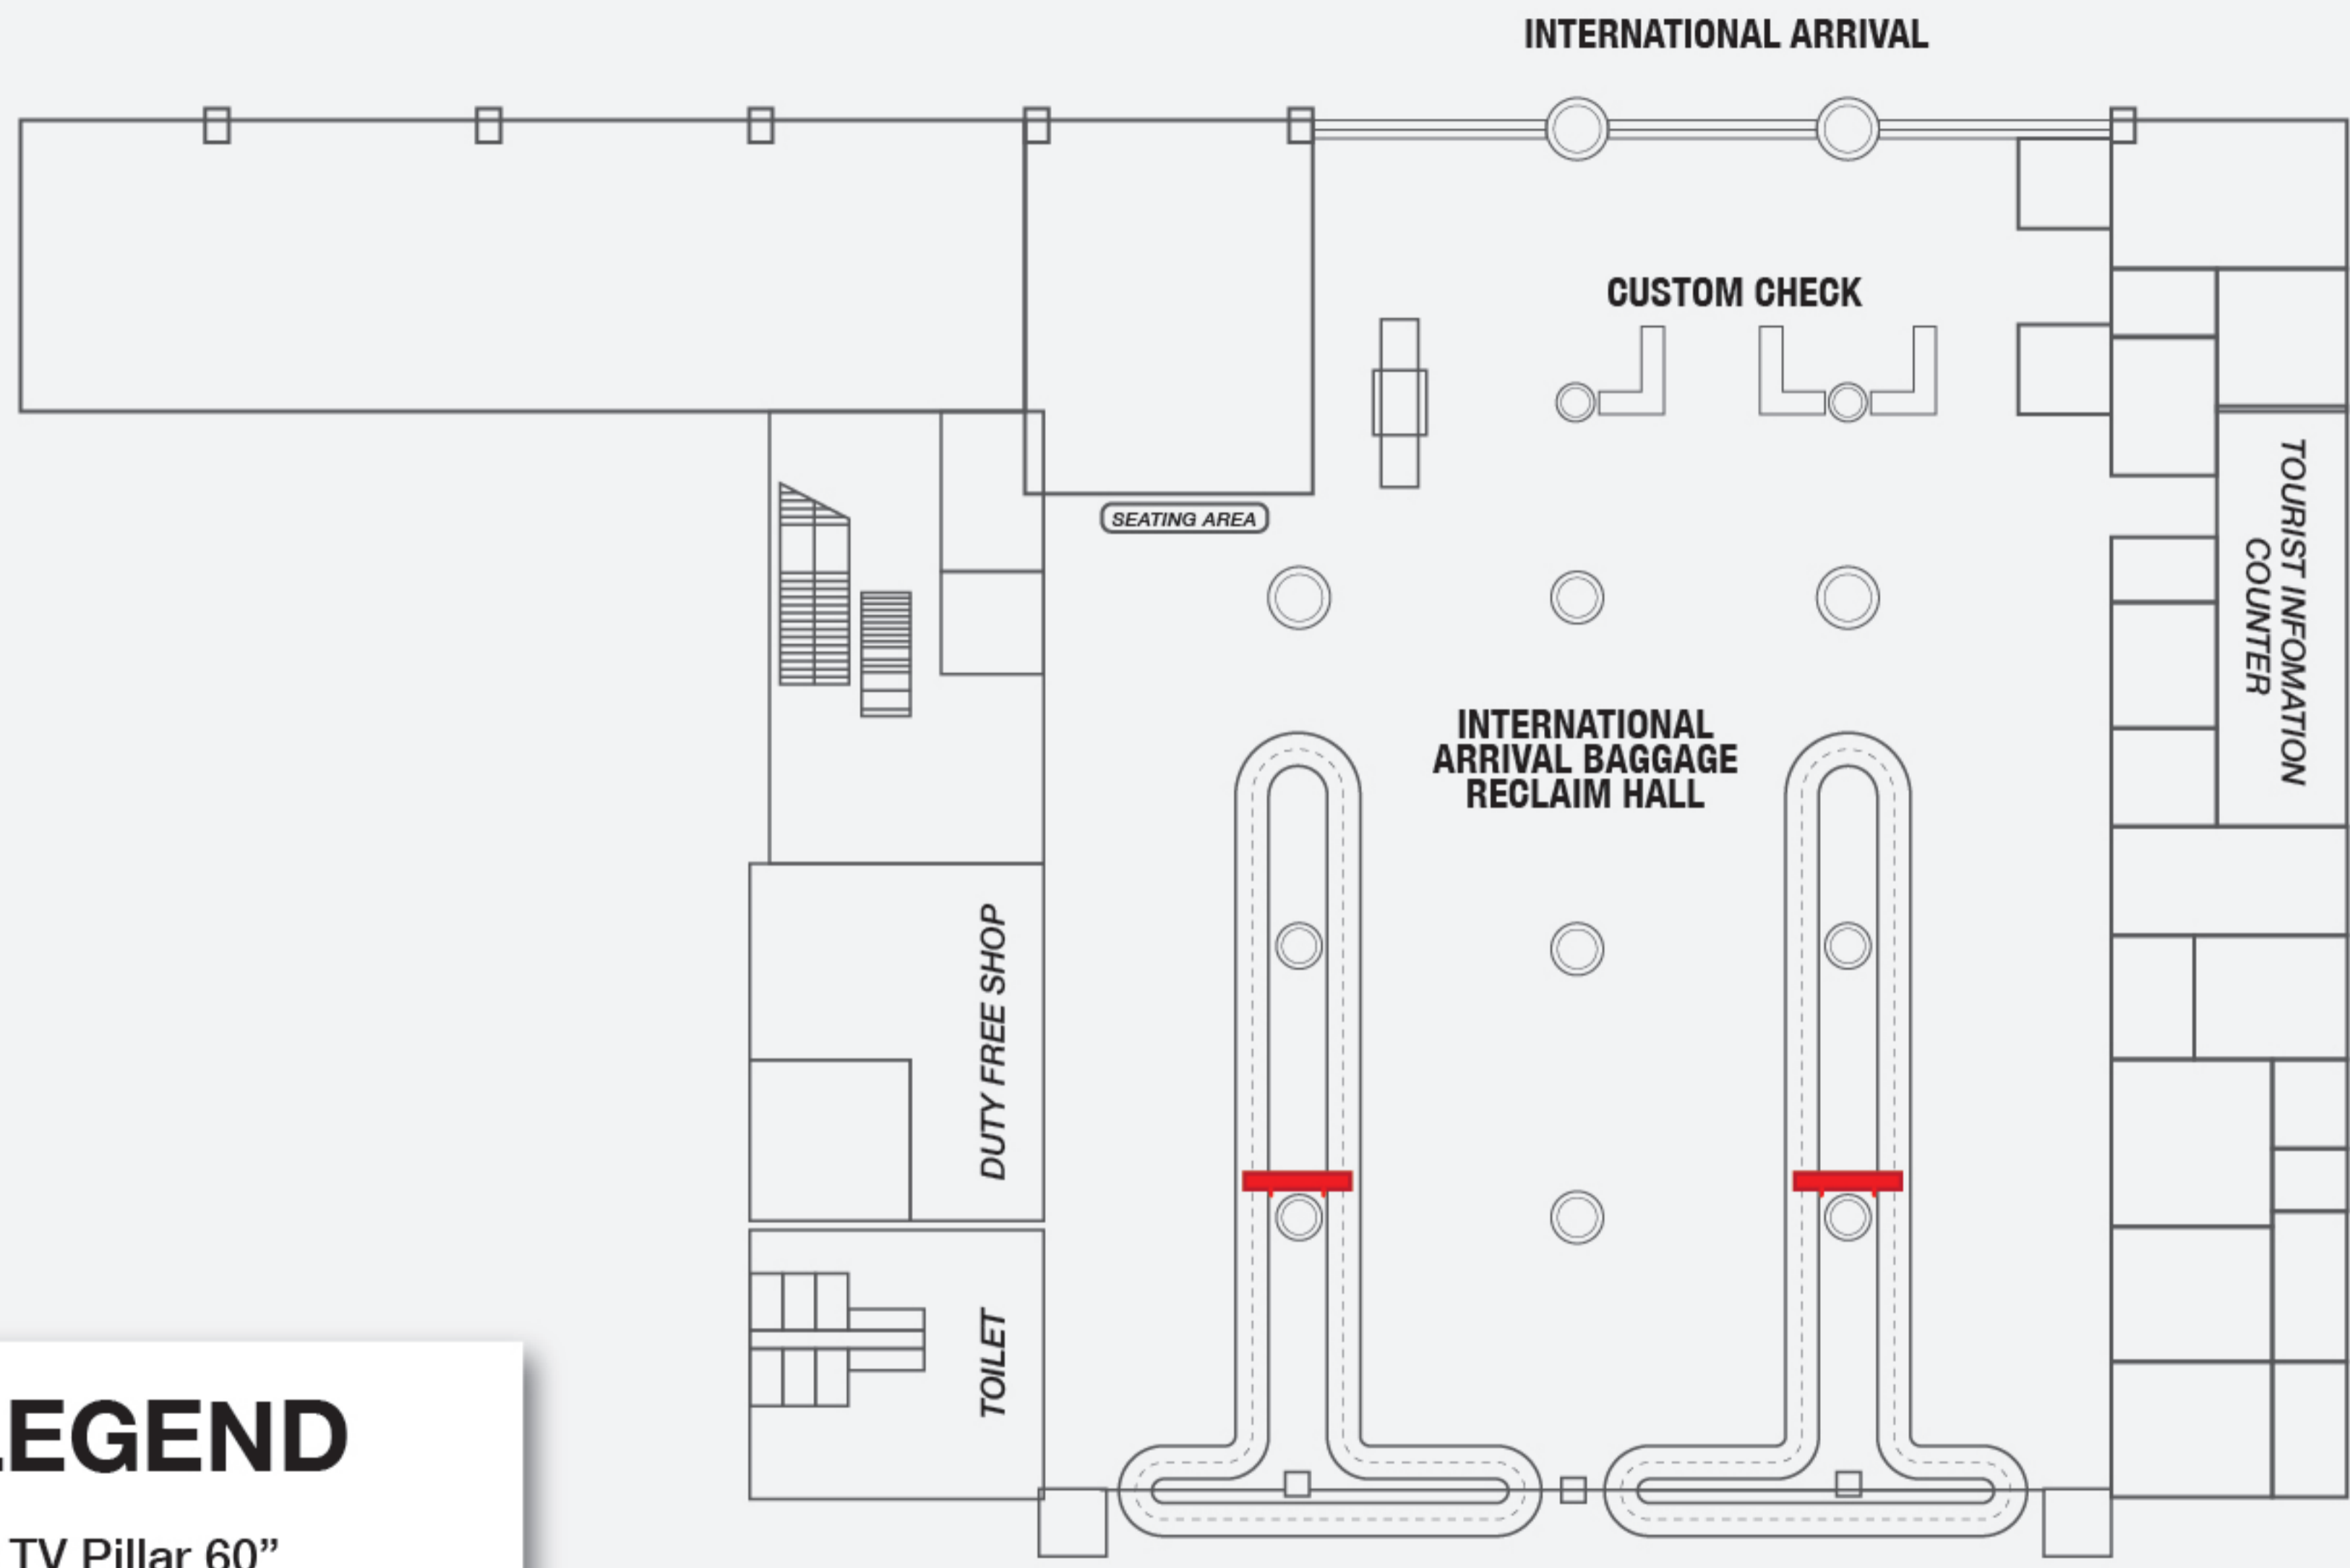 INTERNATIONAL ARRIVAL
CUSTOM CHECK
SEATING AREA
TOURIST INFOMATION
COUNTER
INTERNATIONAL
ARRIVAL BAGGAGE
RECLAIM HALL
DUTY FREE SHOP
TOILET
EGEND
TV Pillar 60”